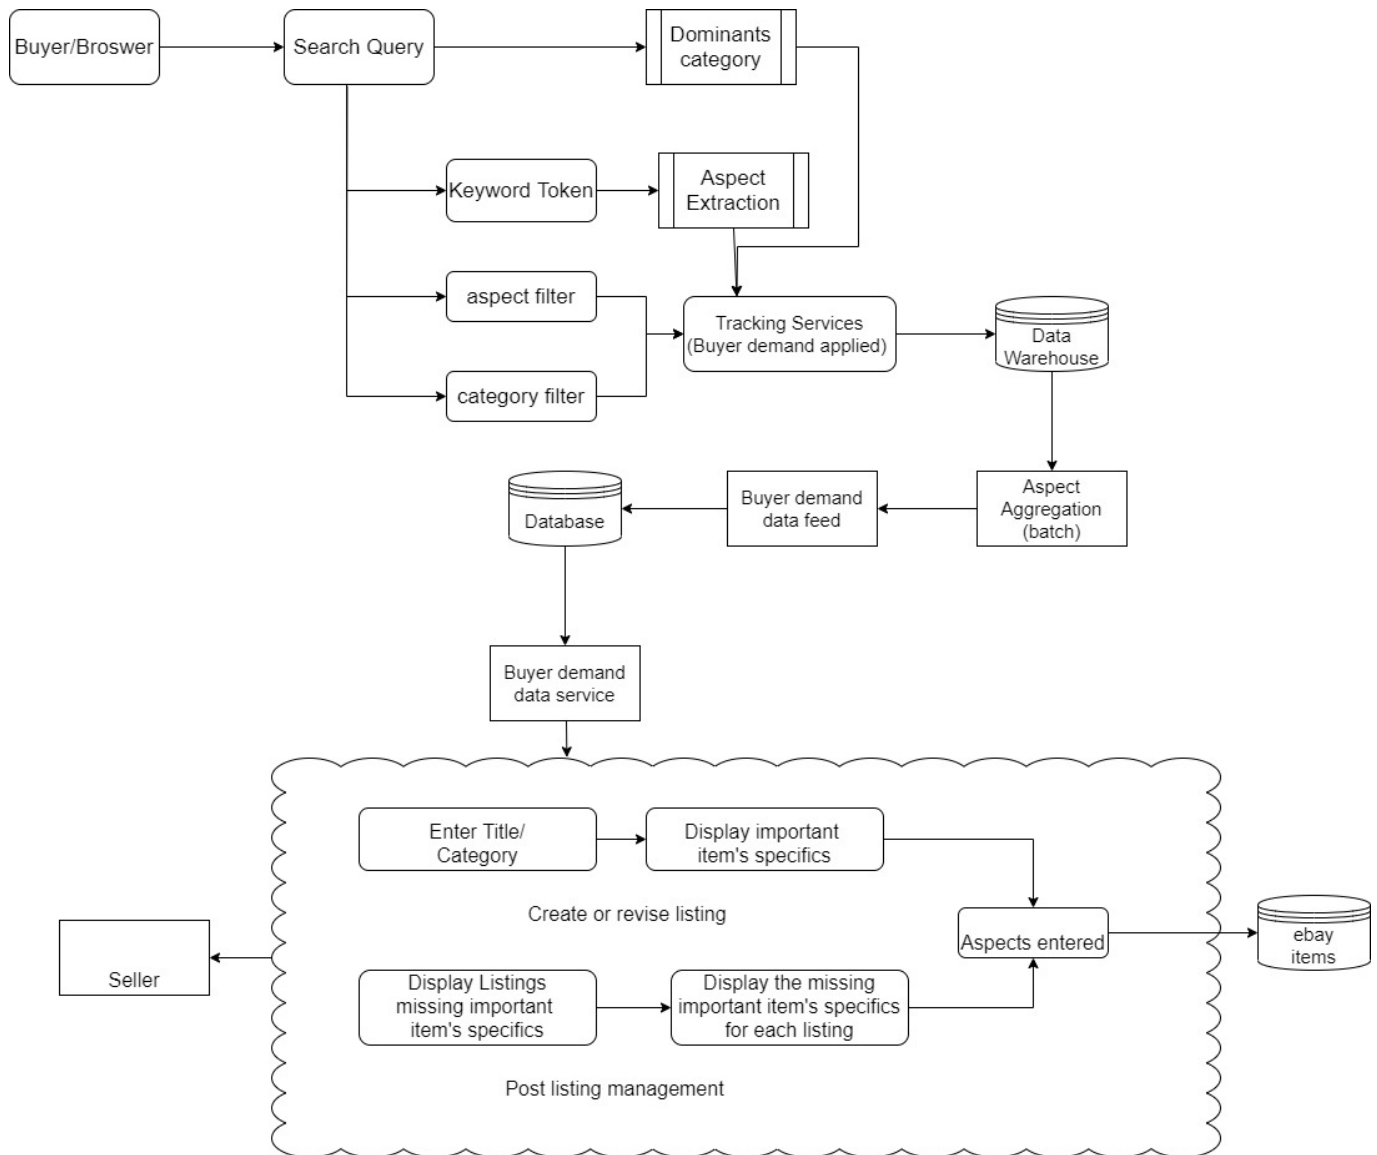 Buyer/Broswer
Search Query
Dominants
category
Keyword Token
Aspect
Extraction
aspect filter
category filter
Tracking Services
(Buyer demand applied)
Data
Warehouse
Aspect
Aggregation
(batch)
Buyer demand
data feed
Database
Buyer demand
data service
Enter Title/
Category
Display important
item's specifics
Create or revise listing
Aspects entered
ebay
items
Seller
Display Listings
missing important
item's specifics
Display the missing
important item's specifics
for each listing
Post listing management